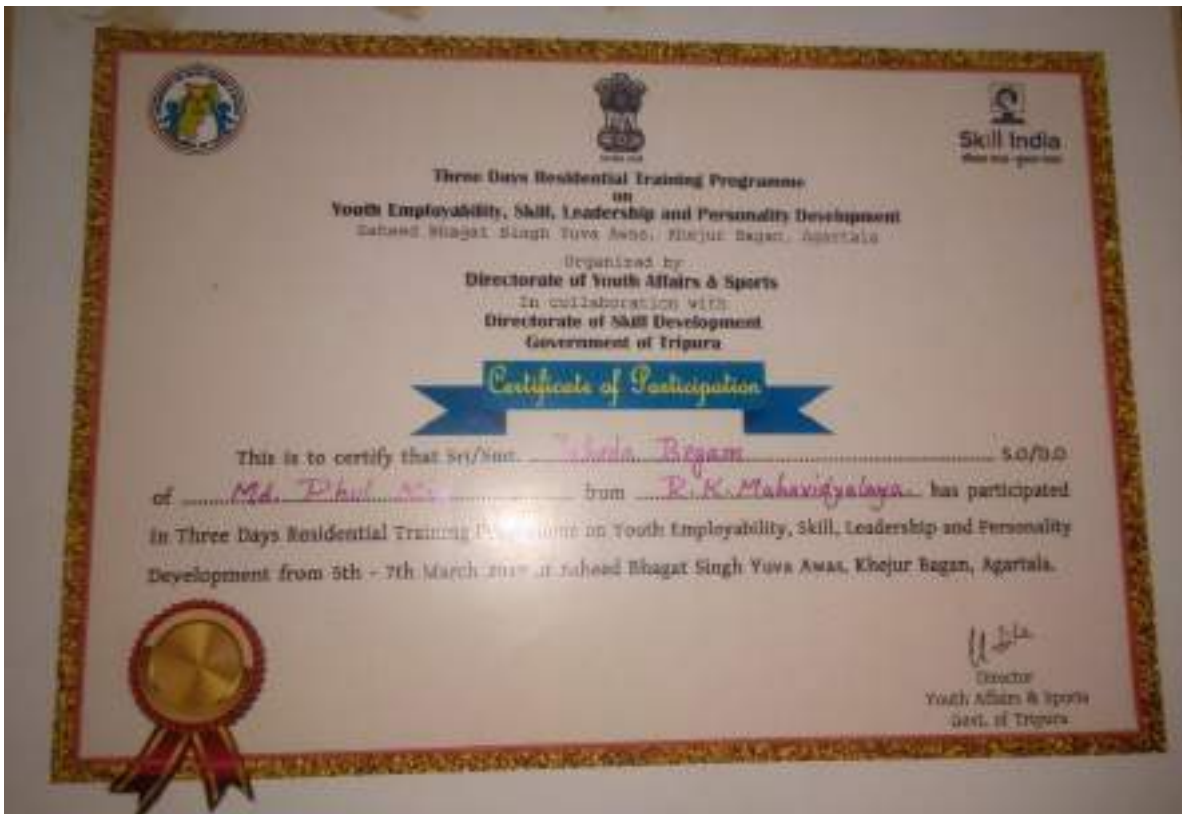 Skill India
Three Days Residential Training Programme
on
Youth Employability, Skill, Leadership and Personality Development
Saheed Bhagat Singh Yuva Awas, Khejur Bagan, Agartala
Organized by
Directorate of Youth Affairs & Sports
In collaboration with
Directorate of Skill Development
Government of Tripura
Certificate of Participation
This is to certify that Sri/Smt. Begam S.O/D.O
of Md. Phul from R.K. Mahavidyalaya has participated
in Three Days Residential Training Programme on Youth Employability, Skill, Leadership and Personality
Development from 5th - 7th March at Saheed Bhagat Singh Yuva Awas, Khejur Bagan, Agartala.
Director
Youth Affairs & Sports
Govt. of Tripura